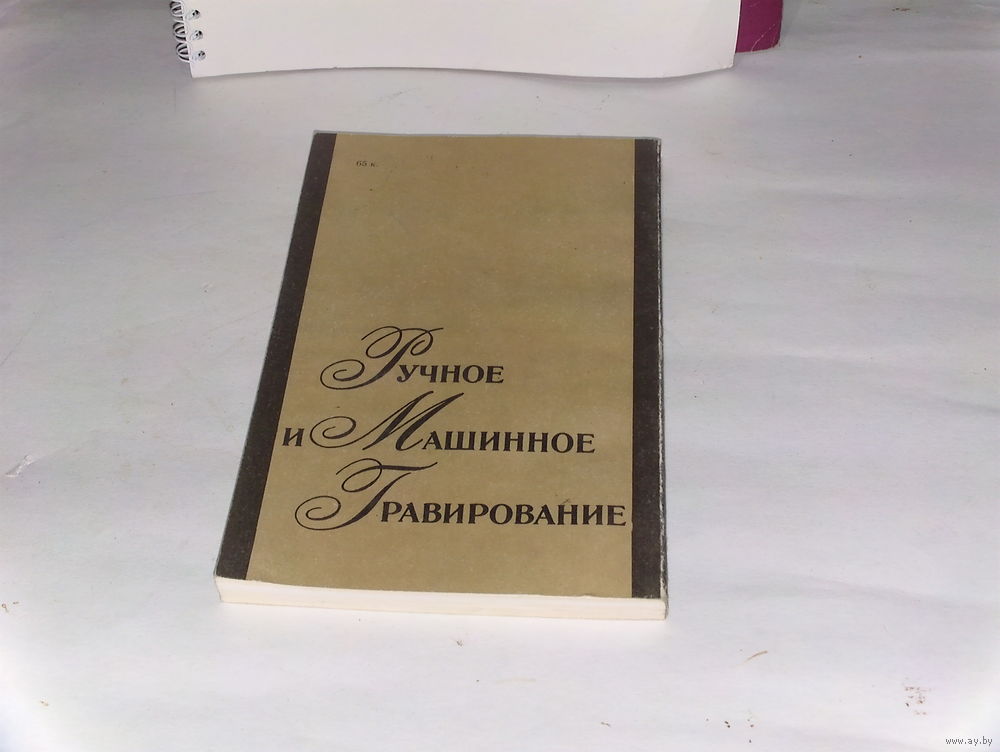 65 к.
Ручное
и Машинное
Гравирование
www.ay.by